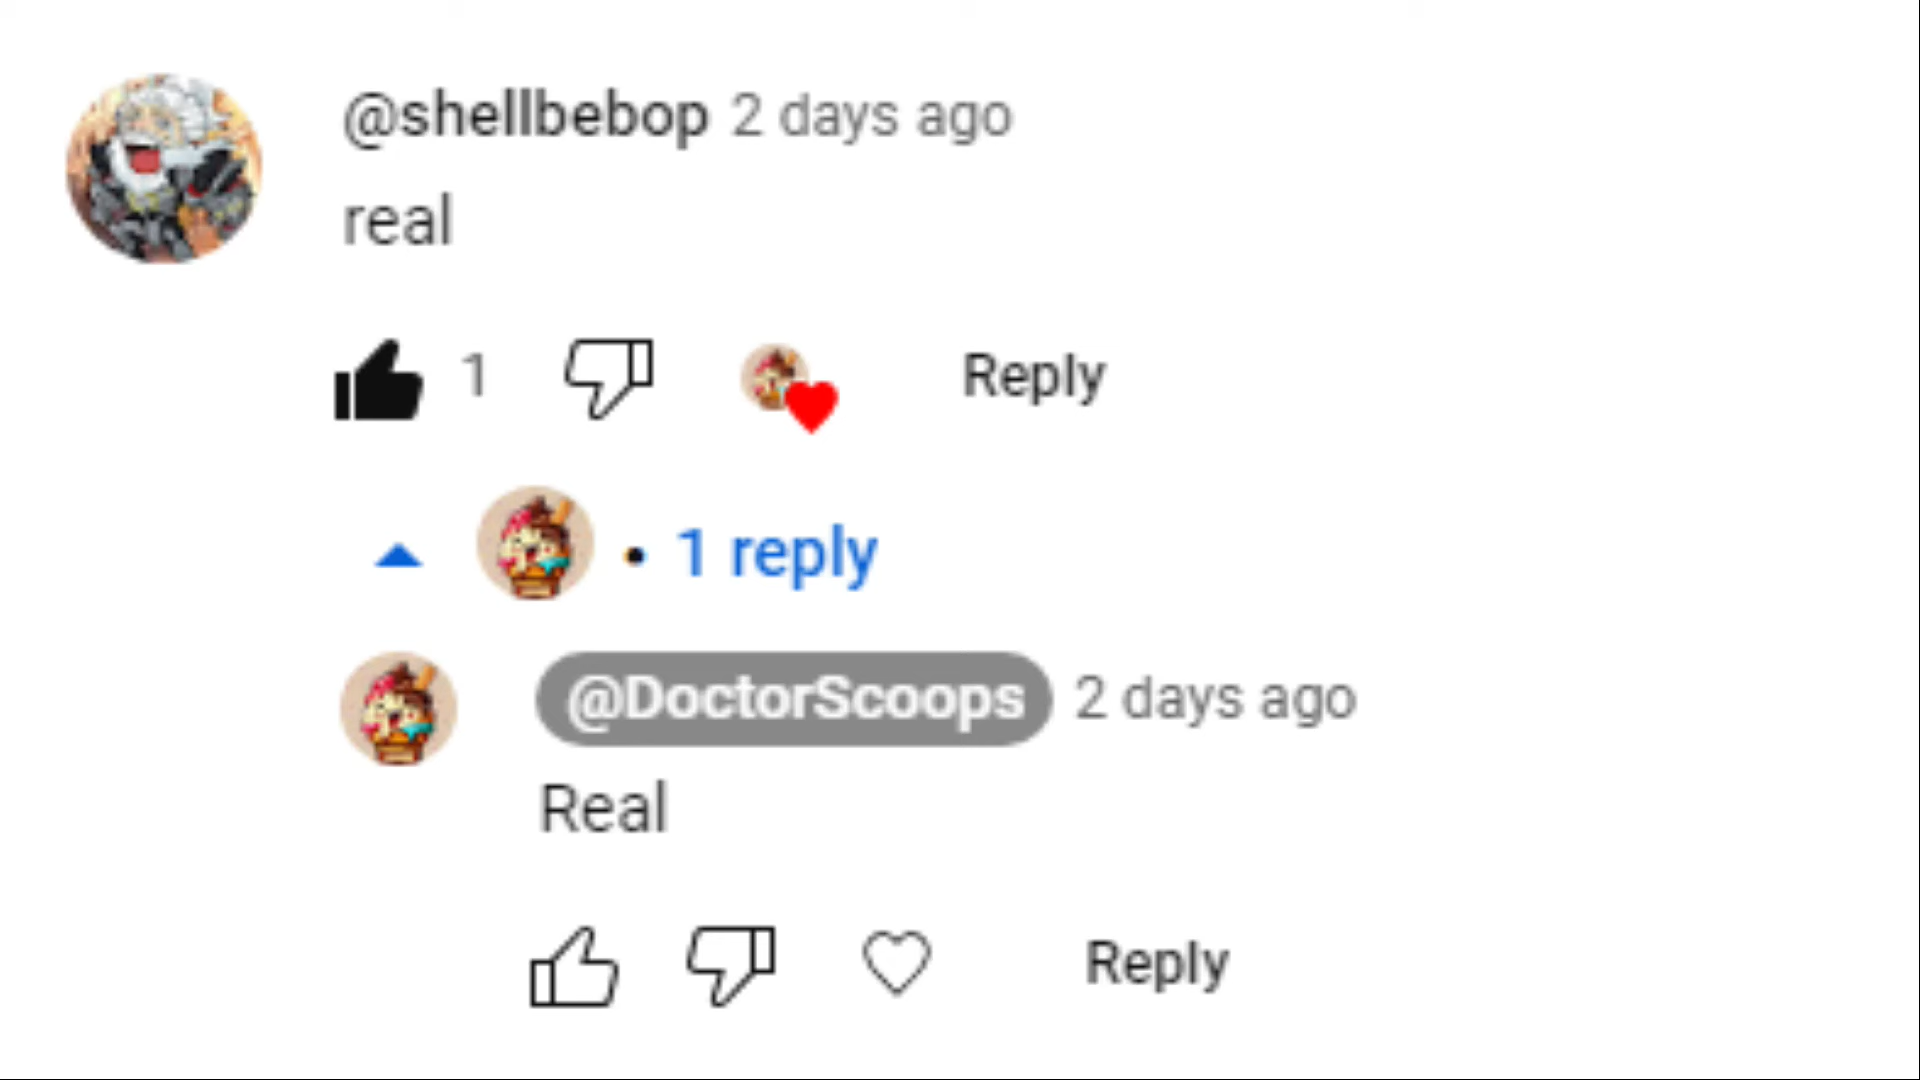 @shellbebop 2 days ago
real
1 Reply
• 1 reply
@DoctorScoops 2 days ago
Real
Reply